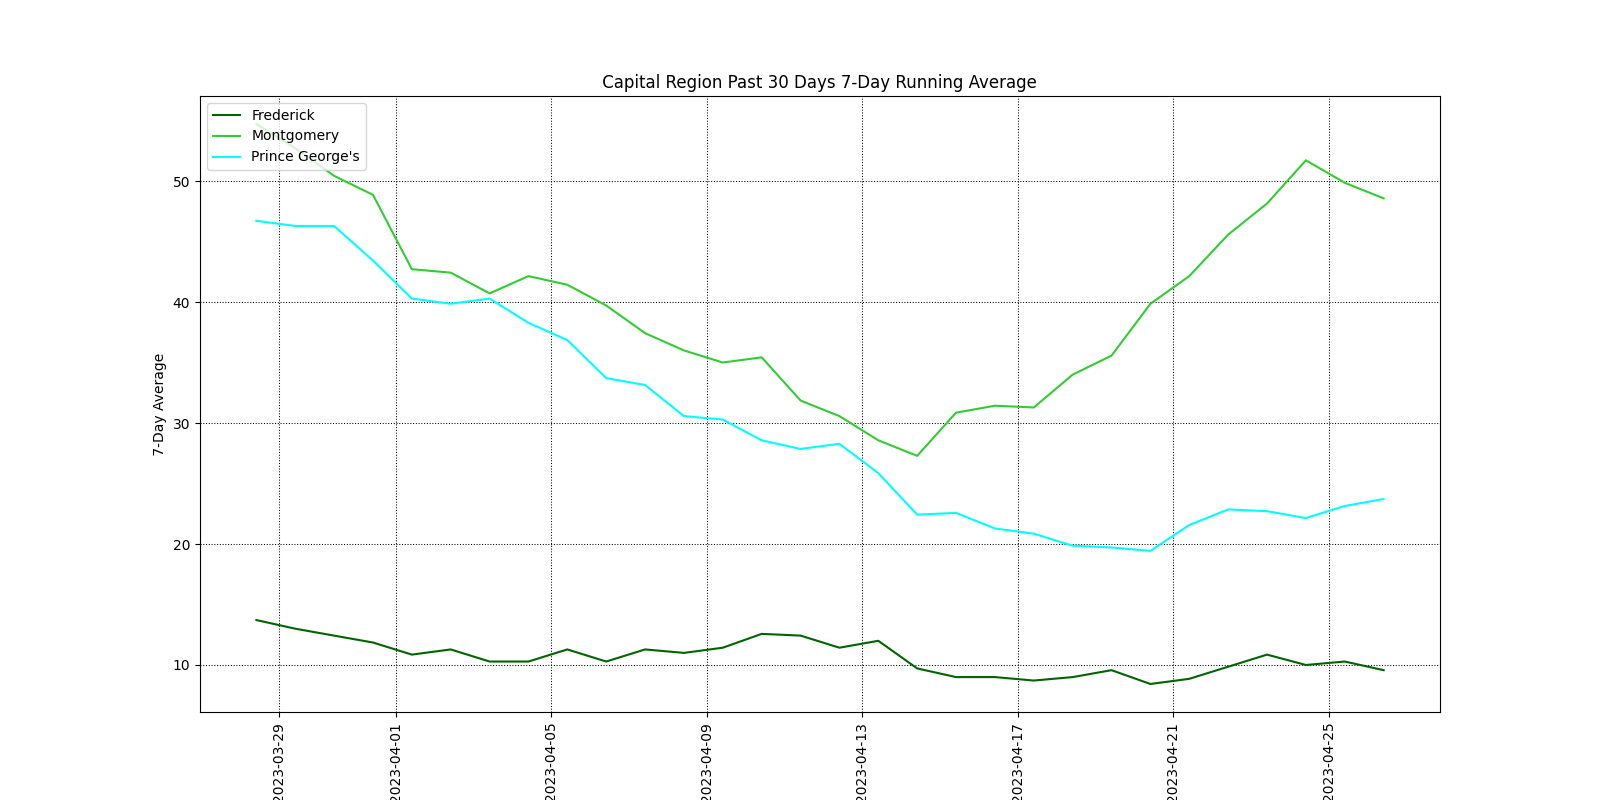 Capital Region Past 30 Days 7-Day Running Average
Frederick
Montgomery
Prince George's
7-Day Average
50
40
30
20
10
2023-03-29
2023-04-01
2023-04-05
2023-04-09
2023-04-13
2023-04-17
2023-04-21
2023-04-25